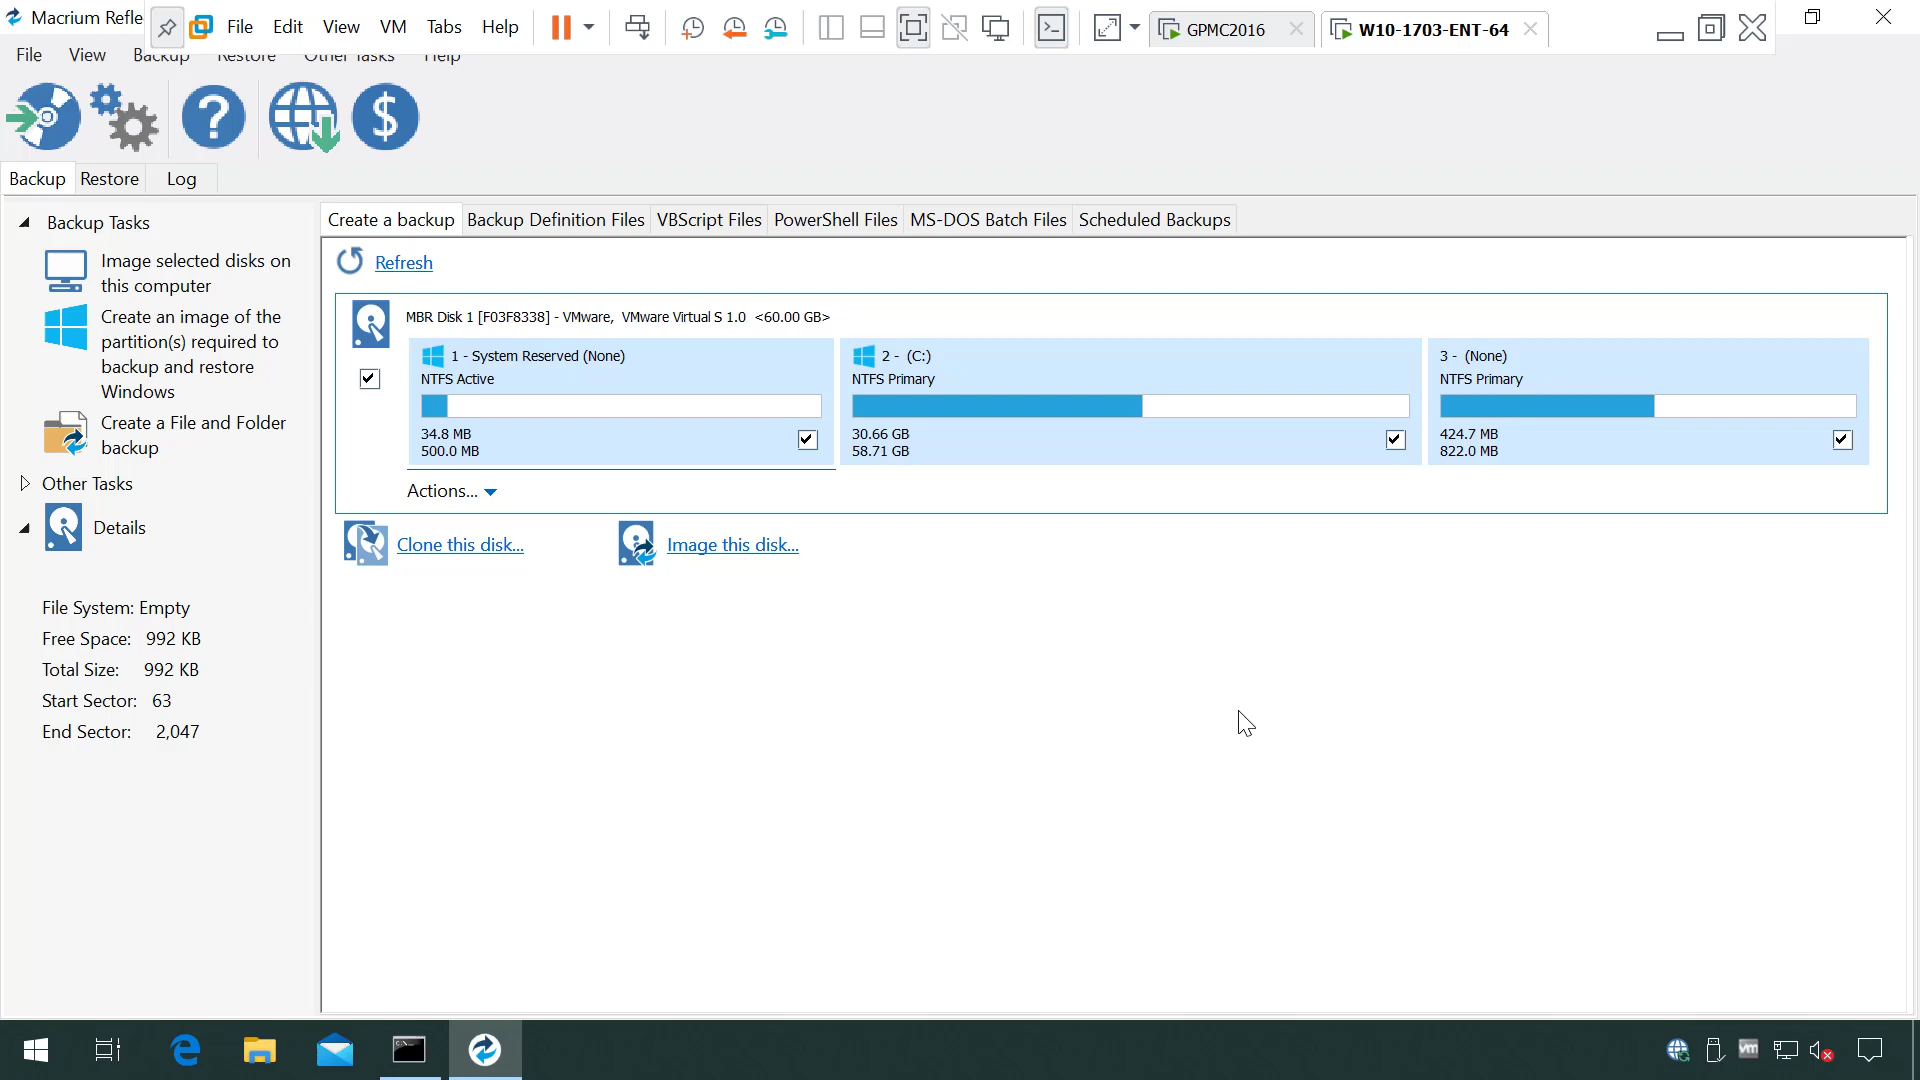 Macrium Refle
File Edit View VM Tabs Help
GPMC2016
W10-1703-ENT-64
File View Backup Restore Other Tasks Help
Backup Restore Log
Backup Tasks
Image selected disks on
this computer
Create an image of the
partition(s) required to
backup and restore
Windows
Create a File and Folder
backup
Other Tasks
Details
File System: Empty
Free Space: 992 KB
Total Size: 992 KB
Start Sector: 63
End Sector: 2,047
Create a backup Backup Definition Files VBScript Files PowerShell Files MS-DOS Batch Files Scheduled Backups
Refresh
MBR Disk 1 [F03F8338] - VMware, VMware Virtual S 1.0 <60.00 GB>
1 - System Reserved (None)
NTFS Active
34.8 MB
500.0 MB
2 - (C:)
NTFS Primary
30.66 GB
58.71 GB
3 - (None)
NTFS Primary
424.7 MB
822.0 MB
Actions...
Clone this disk...
Image this disk...
vm